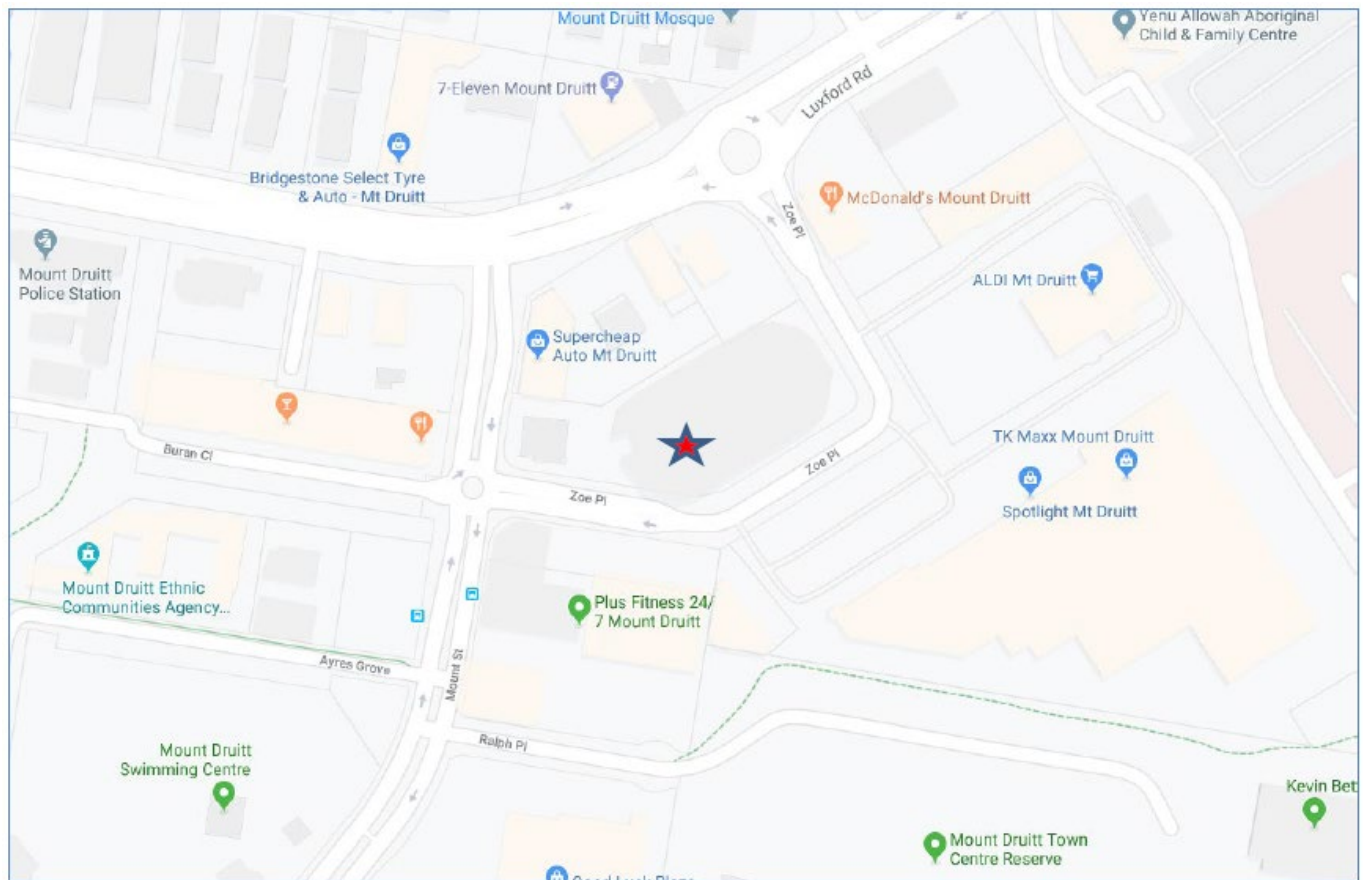 Mount Druitt Mosque
Yenu Allowah Aboriginal
Child & Family Centre
7-Eleven Mount Druitt
Luxford Rd
Bridgestone Select Tyre
& Auto - Mt Druitt
McDonald's Mount Druitt
Zoe Pl
Mount Druitt
Police Station
ALDI Mt Druitt
Supercheap
Auto Mt Druitt
TK Maxx Mount Druitt
Buran Cl
Zoe Pl
Zoe Pl
Spotlight Mt Druitt
Mount Druitt Ethnic
Communities Agency...
Plus Fitness 24/
7 Mount Druitt
Ayres Grove
Mount St
Ralph Pl
Mount Druitt
Swimming Centre
Kevin Bet
Mount Druitt Town
Centre Reserve